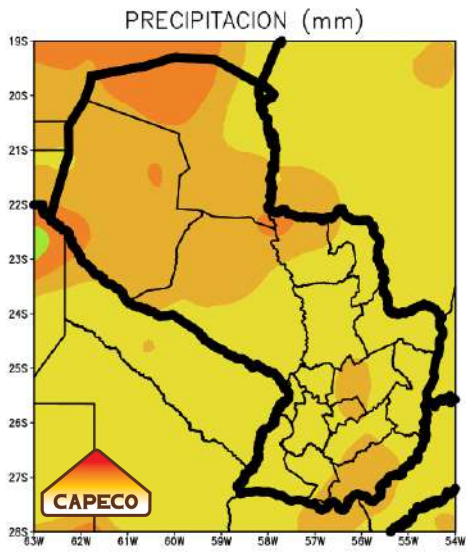 PRECIPITACION (mm)
19S
20S
21S
22S
23S
24S
25S
26S
27S
28S
CAPECO
63W 62W 61W 60W 59W 58W 57W 56W 55W 54W